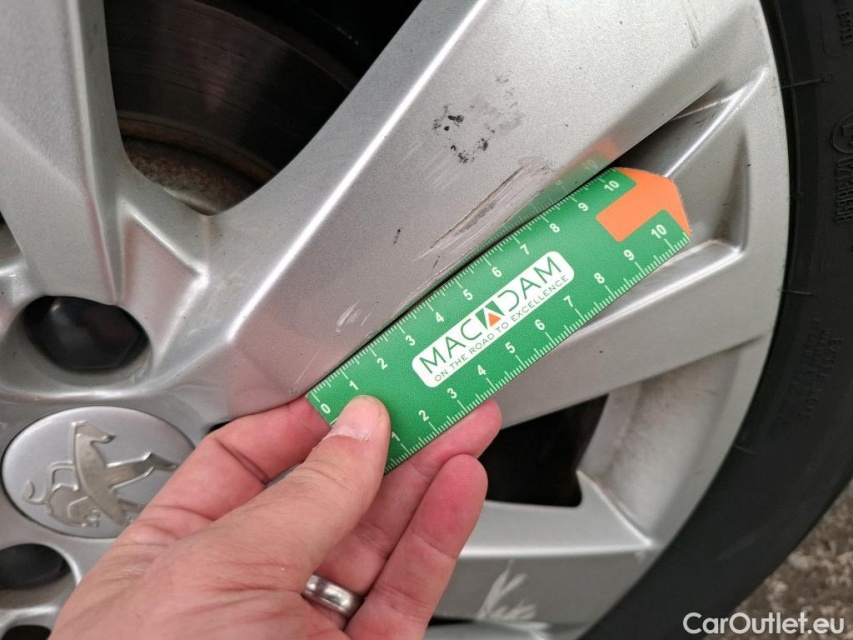 0 1 2 3 4 5 6 7 8 9 10
MACADAM
ON THE ROAD TO EXCELLENCE
1 2 3 4 5 6 7 8 9 10
CarOutlet.eu